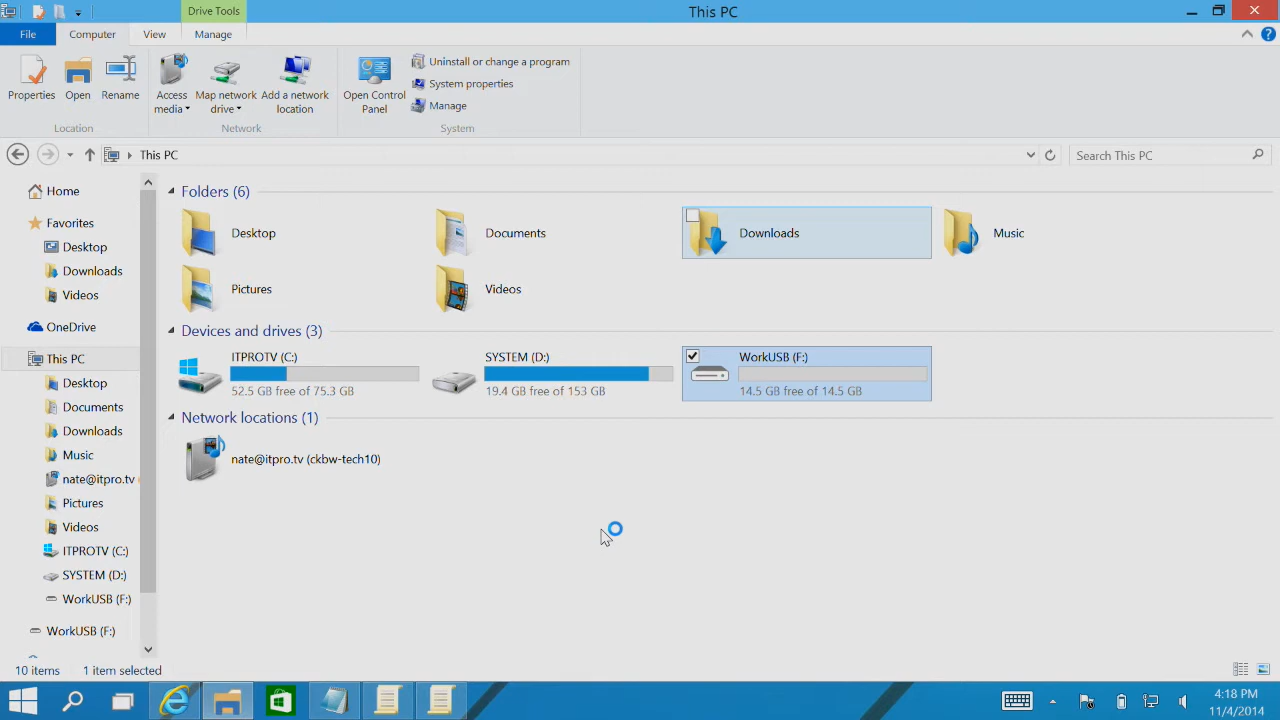 Drive Tools
This PC
File
Computer
View
Manage
Properties
Open
Rename
Location
Access media
Map network drive
Add a network location
Network
Open Control Panel
Uninstall or change a program
System properties
Manage
System
This PC
Search This PC
Home
Favorites
Desktop
Downloads
Videos
OneDrive
This PC
Desktop
Documents
Downloads
Music
nate@itpro.tv (
Pictures
Videos
ITPROTV (C:)
SYSTEM (D:)
WorkUSB (F:)
WorkUSB (F:)
Folders (6)
Desktop
Documents
Downloads
Music
Pictures
Videos
Devices and drives (3)
ITPROTV (C:)
52.5 GB free of 75.3 GB
SYSTEM (D:)
19.4 GB free of 153 GB
WorkUSB (F:)
14.5 GB free of 14.5 GB
Network locations (1)
nate@itpro.tv (ckbw-tech10)
10 items
1 item selected
4:18 PM
11/4/2014